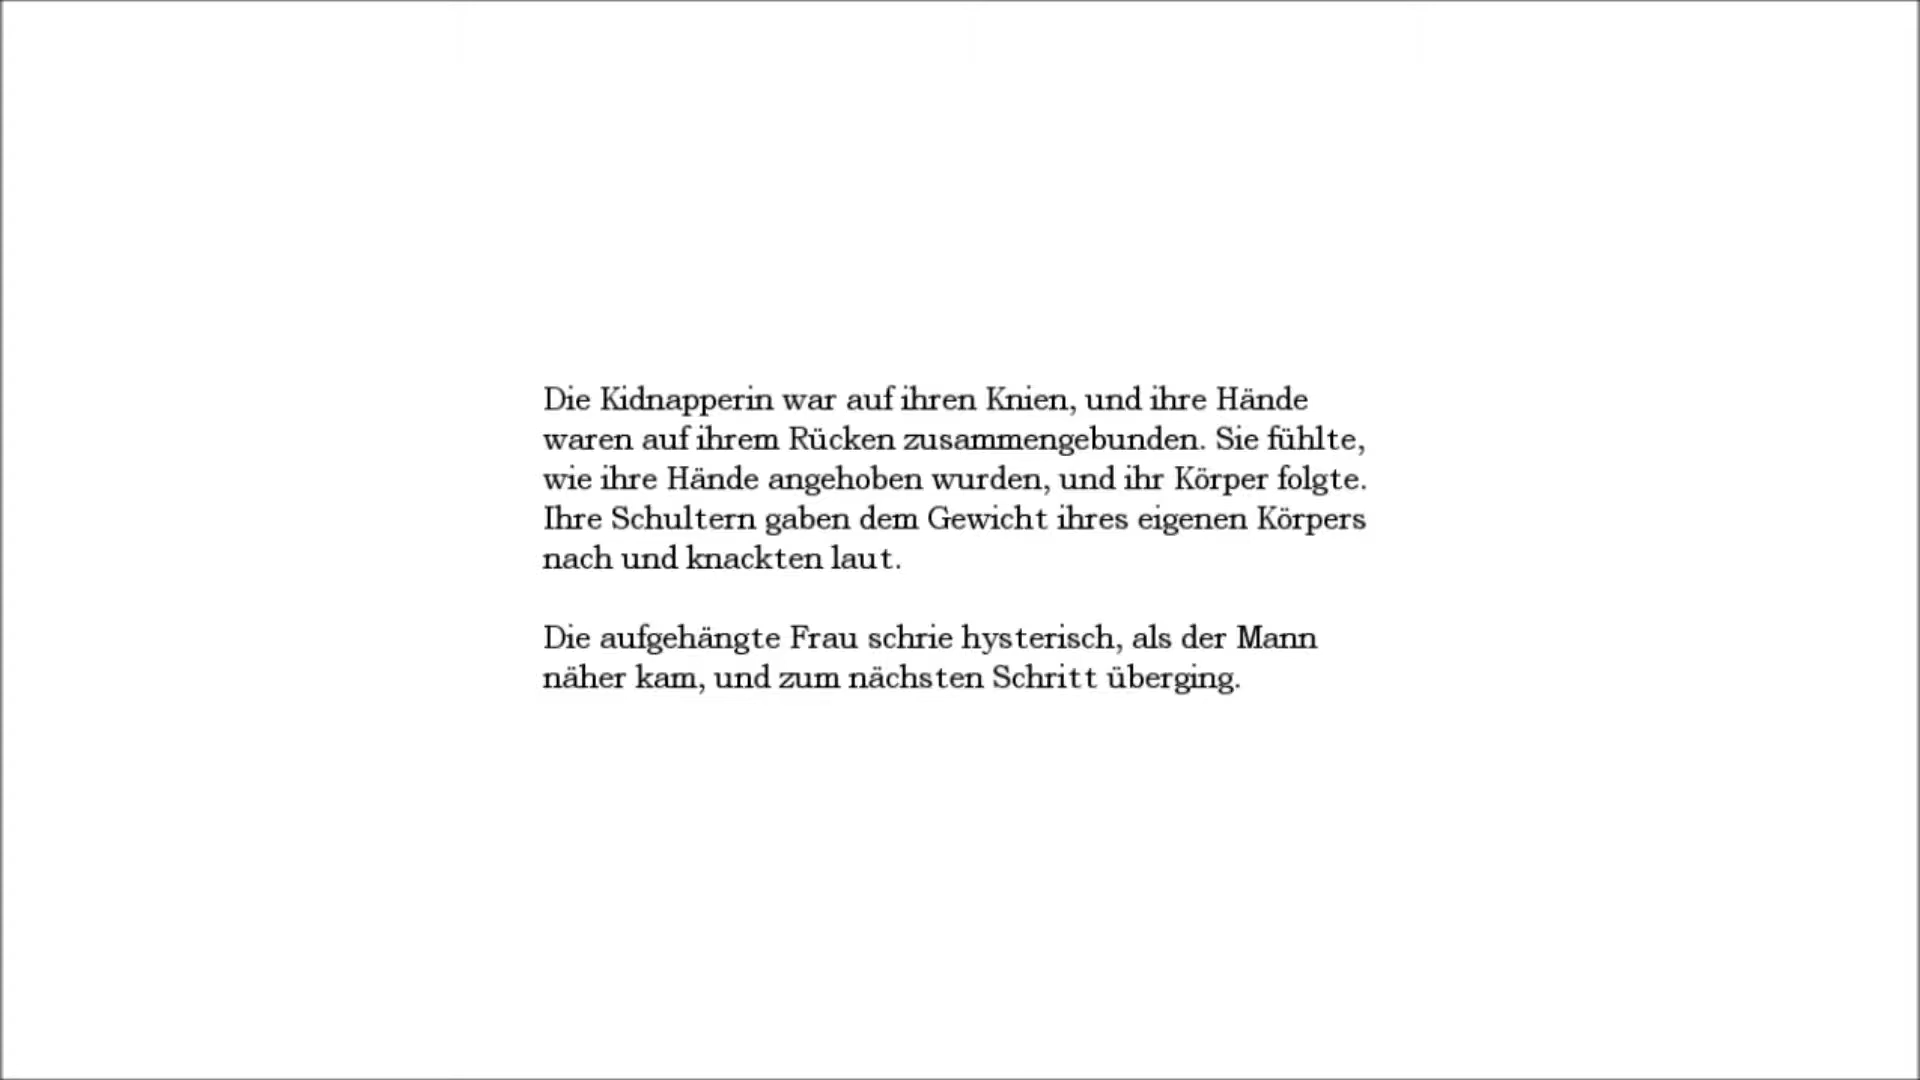 Die Kidnapperin war auf ihren Knien, und ihre Hände
waren auf ihrem Rücken zusammengebunden. Sie fühlte,
wie ihre Hände angehoben wurden, und ihr Körper folgte.
Ihre Schultern gaben dem Gewicht ihres eigenen Körpers
nach und knackten laut.
Die aufgehängte Frau schrie hysterisch, als der Mann
näher kam, und zum nächsten Schritt überging.